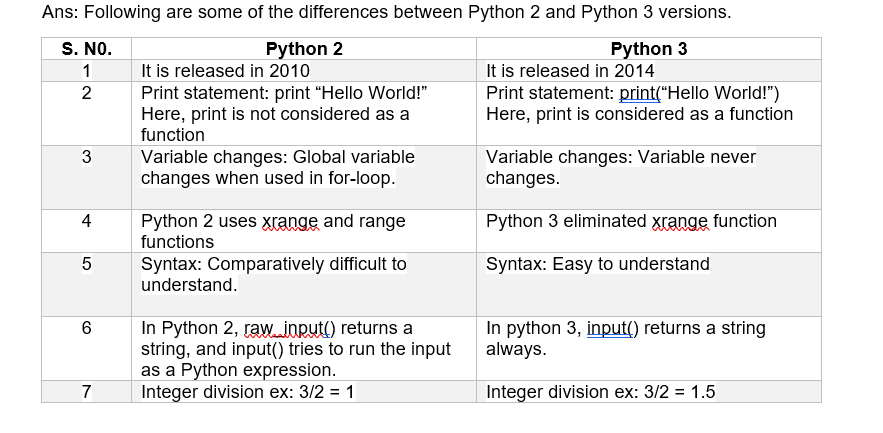 Ans: Following are some of the differences between Python 2 and Python 3 versions.
S. N0. Python 2 Python 3
1 It is released in 2010 It is released in 2014
2 Print statement: print “Hello World!” Print statement: print(“Hello World!”)
Here, print is not considered as a Here, print is considered as a function
function
3 Variable changes: Global variable Variable changes: Variable never
changes when used in for-loop. changes.
4 Python 2 uses xrange and range Python 3 eliminated xrange function
functions
5 Syntax: Comparatively difficult to Syntax: Easy to understand
understand.
6 In Python 2, raw_input() returns a In python 3, input() returns a string
string, and input() tries to run the input always.
as a Python expression.
7 Integer division ex: 3/2 = 1 Integer division ex: 3/2 = 1.5